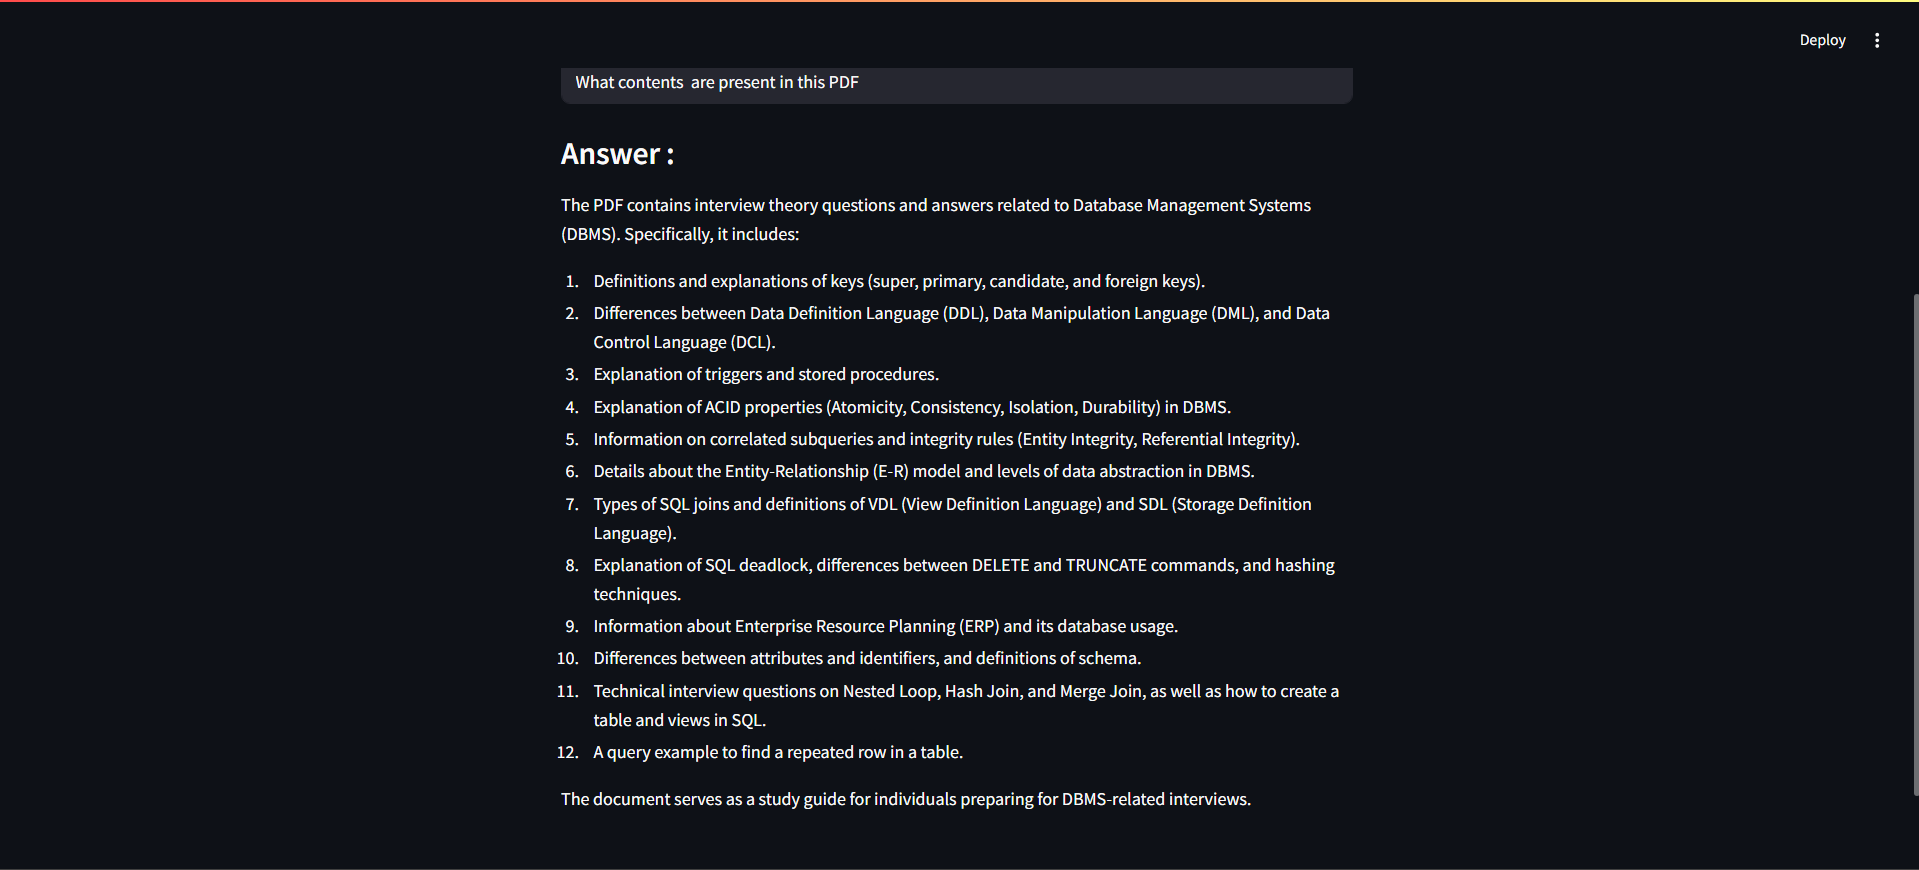 Deploy
What contents  are present in this PDF
Answer :
The PDF contains interview theory questions and answers related to Database Management Systems
(DBMS). Specifically, it includes:
1. Definitions and explanations of keys (super, primary, candidate, and foreign keys).
2. Differences between Data Definition Language (DDL), Data Manipulation Language (DML), and Data
Control Language (DCL).
3. Explanation of triggers and stored procedures.
4. Explanation of ACID properties (Atomicity, Consistency, Isolation, Durability) in DBMS.
5. Information on correlated subqueries and integrity rules (Entity Integrity, Referential Integrity).
6. Details about the Entity-Relationship (E-R) model and levels of data abstraction in DBMS.
7. Types of SQL joins and definitions of VDL (View Definition Language) and SDL (Storage Definition
Language).
8. Explanation of SQL deadlock, differences between DELETE and TRUNCATE commands, and hashing
techniques.
9. Information about Enterprise Resource Planning (ERP) and its database usage.
10. Differences between attributes and identifiers, and definitions of schema.
11. Technical interview questions on Nested Loop, Hash Join, and Merge Join, as well as how to create a
table and views in SQL.
12. A query example to find a repeated row in a table.
The document serves as a study guide for individuals preparing for DBMS-related interviews.